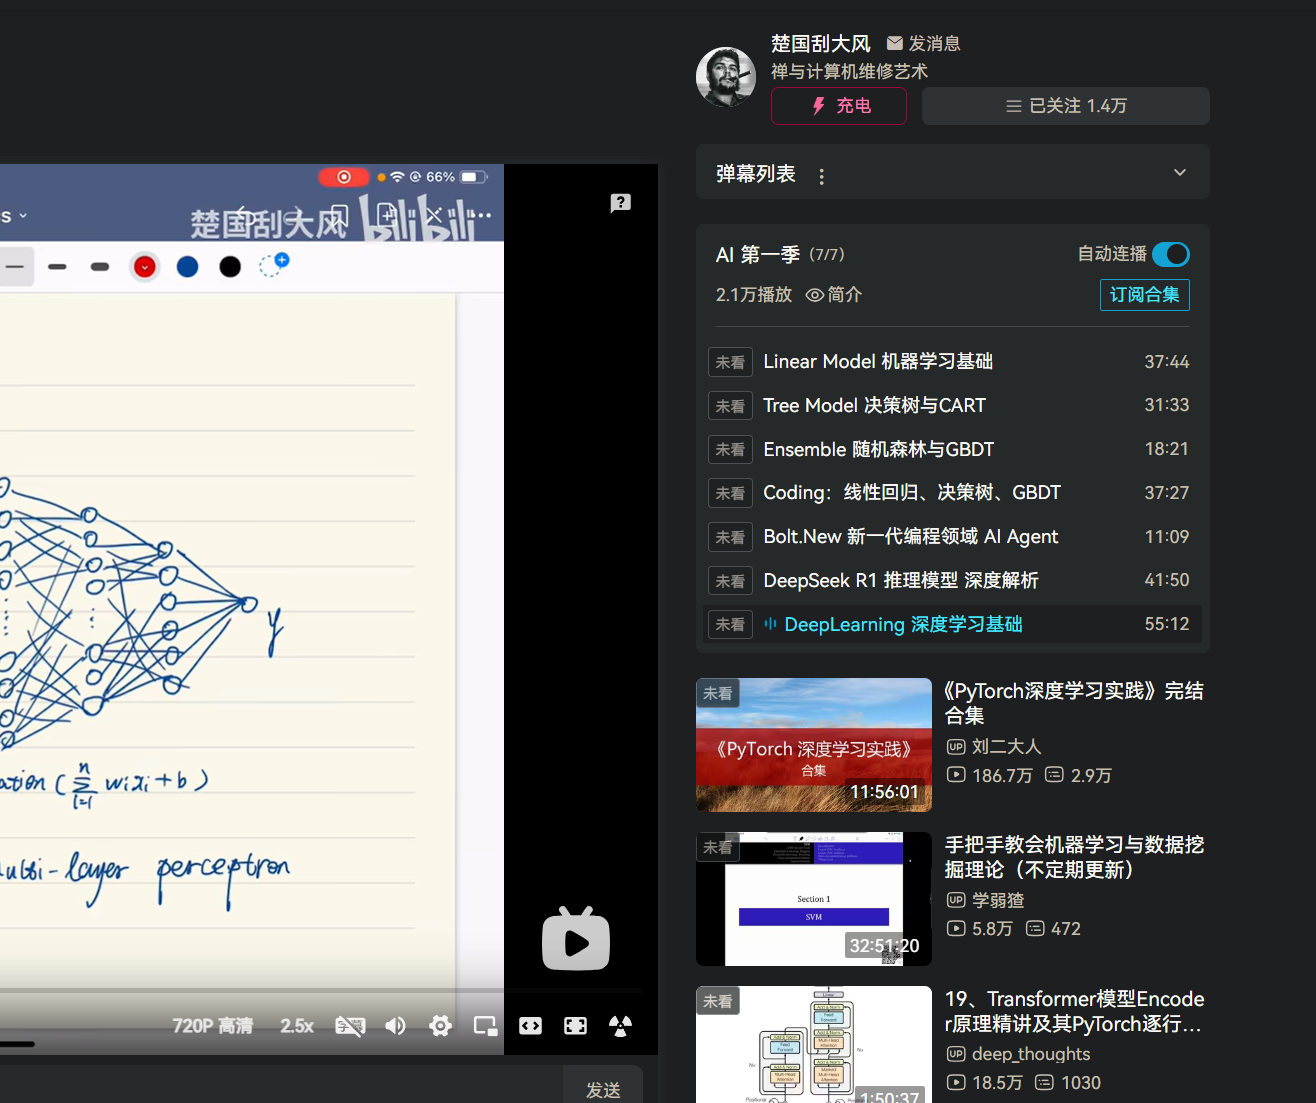 楚国刮大风 发消息
禅与计算机维修艺术
充电
已关注 1.4万
弹幕列表
66%
s
楚国刮大风 bilibili
AI 第一季 (7/7)
自动连播
2.1万播放 简介
订阅合集
未看 Linear Model 机器学习基础 37:44
未看 Tree Model 决策树与CART 31:33
未看 Ensemble 随机森林与GBDT 18:21
未看 Coding：线性回归、决策树、GBDT 37:27
未看 Bolt.New 新一代编程领域 AI Agent 11:09
未看 DeepSeek R1 推理模型 深度解析 41:50
未看 DeepLearning 深度学习基础 55:12
y
ation ( n∑i=1 wixi + b )
multi-layer perceptron
720P 高清 2.5x 字幕
发送
未看
《PyTorch 深度学习实践》
合集
11:56:01
《PyTorch深度学习实践》完结
合集
UP 刘二大人
186.7万 2.9万
未看
Section 1
SVM
32:51:20
手把手教会机器学习与数据挖
掘理论（不定期更新）
UP 学弱猹
5.8万 472
未看
1:50:37
19、Transformer模型Encode
r原理精讲及其PyTorch逐行...
UP deep_thoughts
18.5万 1030